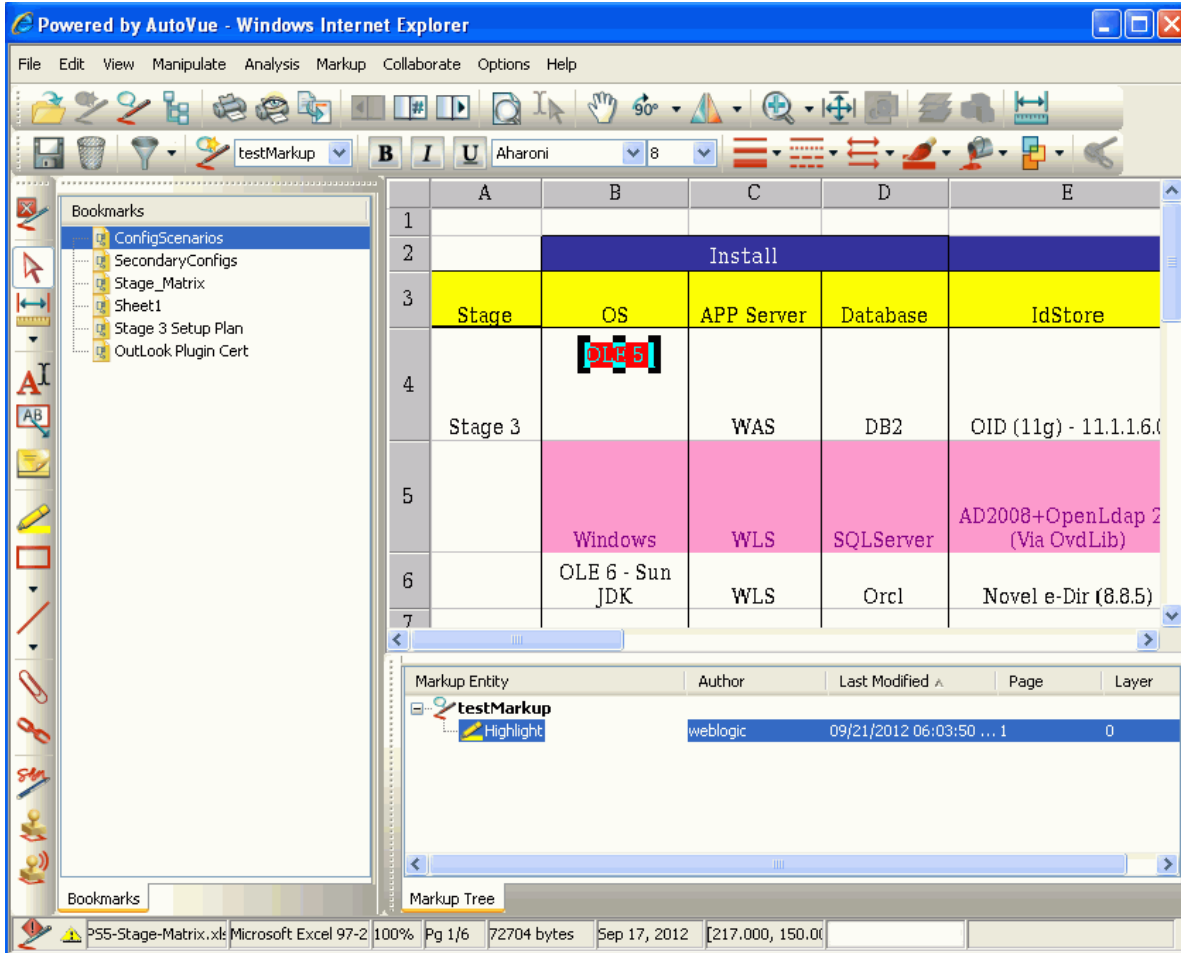 Powered by AutoVue - Windows Internet Explorer
File Edit View Manipulate Analysis Markup Collaborate Options Help
# 90°
testMarkup B I U Aharoni 8
Bookmarks
ConfigScenarios
SecondaryConfigs
Stage_Matrix
Sheet1
Stage 3 Setup Plan
OutLook Plugin Cert
A
AB
Bookmarks
A B C D E
1
2 Install
3 Stage OS APP Server Database IdStore
OLE 5
4 Stage 3 WAS DB2 OID (11g) - 11.1.1.6.0
5 Windows WLS SQLServer AD2008+OpenLdap 2
(Via OvdLib)
6 OLE 6 - Sun
JDK WLS Orcl Novel e-Dir (8.8.5)
7
Markup Entity Author Last Modified Page Layer
testMarkup
Highlight weblogic 09/21/2012 06:03:50 ... 1 0
Markup Tree
PS5-Stage-Matrix.xls Microsoft Excel 97-2 100% Pg 1/6 72704 bytes Sep 17, 2012 [217.000, 150.00